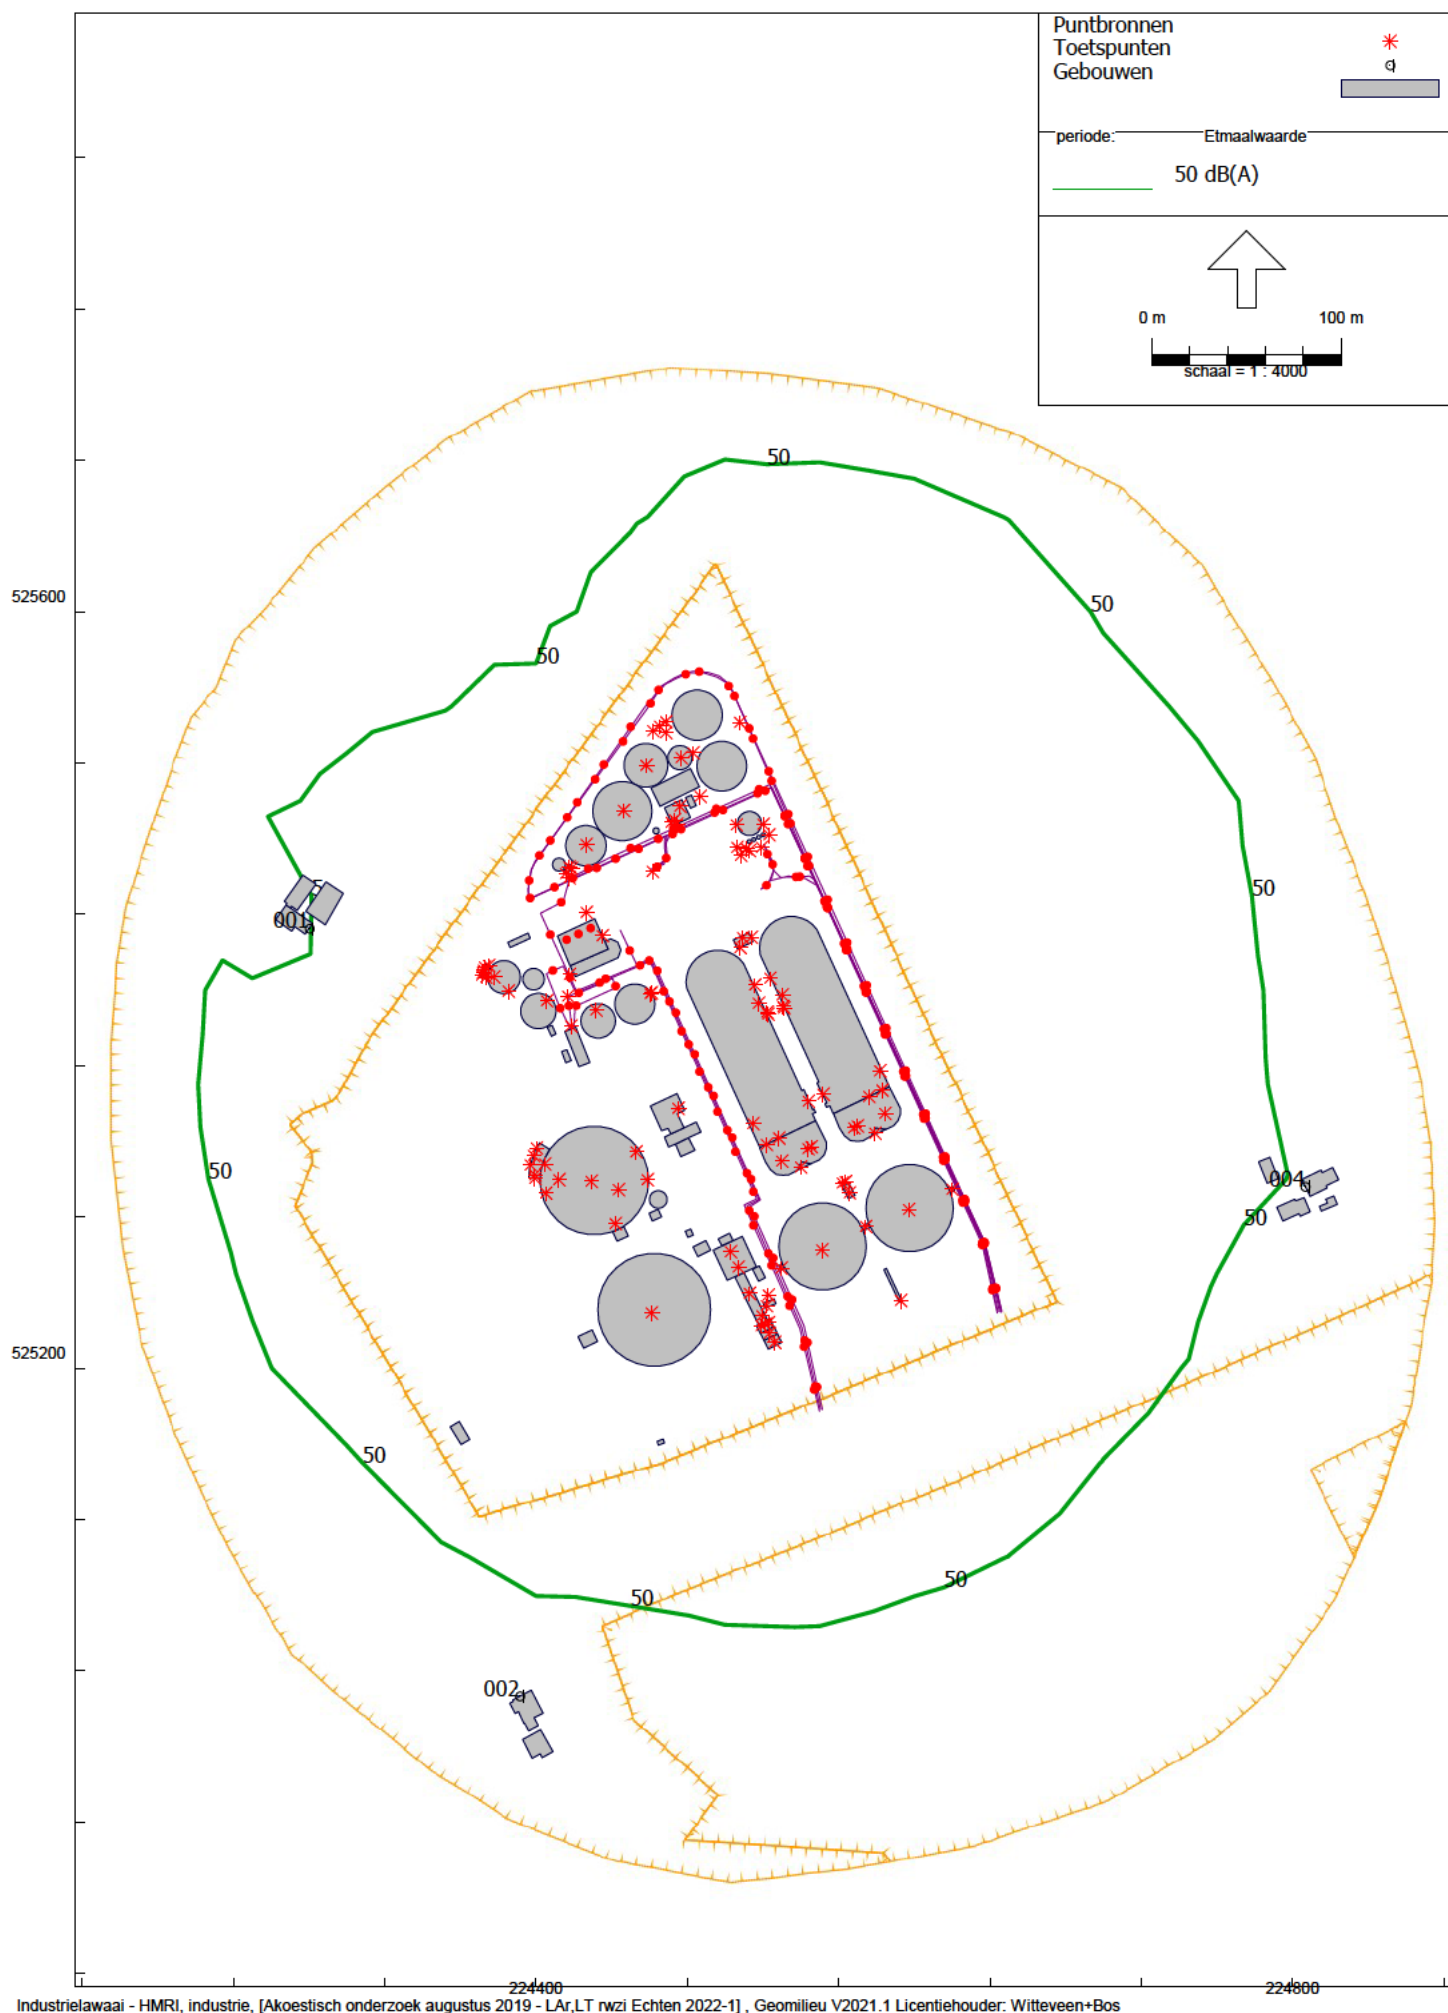 Puntbronnen
Toetspunten
Gebouwen
periode: Etmaalwaarde
50 dB(A)
0 m 100 m
schaal = 1 : 4000
50
525600
50
50
50
001
50
004
50
50
525200
50
50
50
002
224400 224800
Industrielawaai - HMRI, industrie, [Akoestisch onderzoek augustus 2019 - LAr,LT rwzi Echten 2022-1] , Geomilieu V2021.1 Licentiehouder: Witteveen+Bos